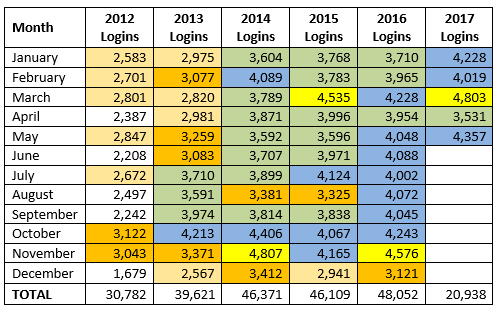 Month 2012 Logins 2013 Logins 2014 Logins 2015 Logins 2016 Logins 2017 Logins
January 2,583 2,975 3,604 3,768 3,710 4,228
February 2,701 3,077 4,089 3,783 3,965 4,019
March 2,801 2,820 3,789 4,535 4,228 4,803
April 2,387 2,981 3,871 3,996 3,954 3,531
May 2,847 3,259 3,592 3,596 4,048 4,357
June 2,208 3,083 3,707 3,971 4,088
July 2,672 3,710 3,899 4,124 4,002
August 2,497 3,591 3,381 3,325 4,072
September 2,242 3,974 3,814 3,838 4,045
October 3,122 4,213 4,406 4,067 4,243
November 3,043 3,371 4,807 4,165 4,576
December 1,679 2,567 3,412 2,941 3,121
TOTAL 30,782 39,621 46,371 46,109 48,052 20,938